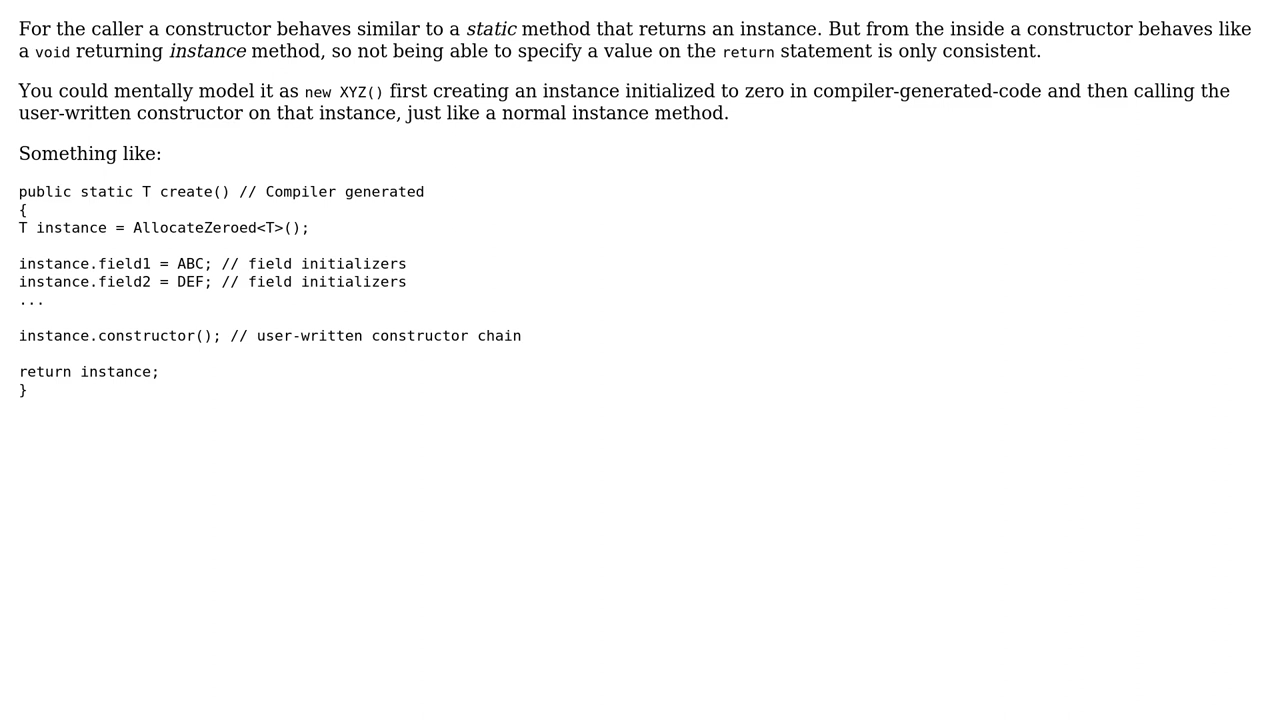 For the caller a constructor behaves similar to a static method that returns an instance. But from the inside a constructor behaves like
a void returning instance method, so not being able to specify a value on the return statement is only consistent.
You could mentally model it as new XYZ() first creating an instance initialized to zero in compiler-generated-code and then calling the
user-written constructor on that instance, just like a normal instance method.
Something like:
public static T create() // Compiler generated
{
T instance = AllocateZeroed<T>();
instance.field1 = ABC; // field initializers
instance.field2 = DEF; // field initializers
...
instance.constructor(); // user-written constructor chain
return instance;
}